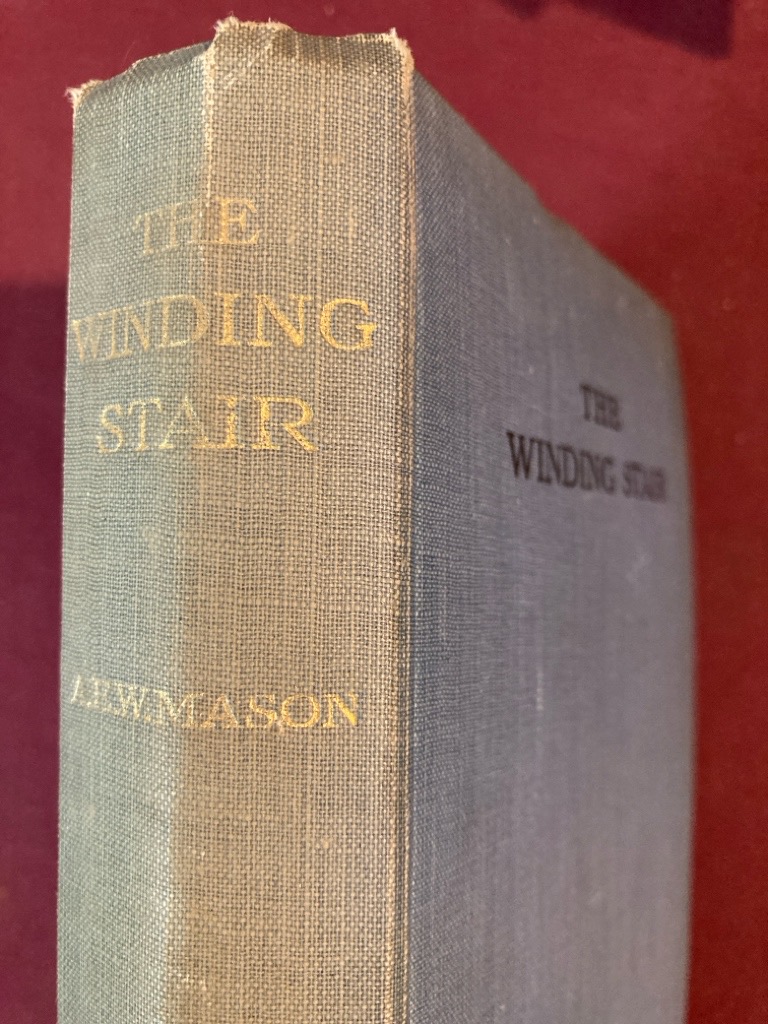 THE
WINDING
STAIR
A.E.W.MASON
THE
WINDING STAIR